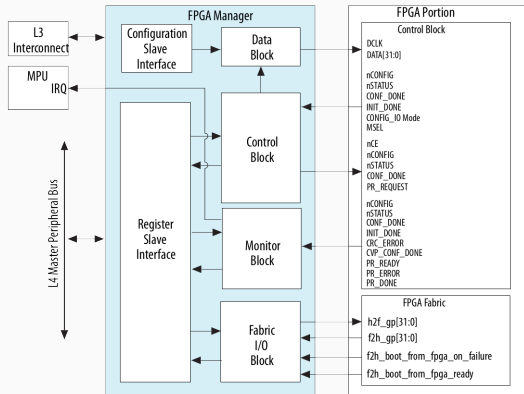 FPGA Manager
FPGA Portion
L3
Interconnect
MPU
IRQ
L4 Master Peripheral Bus
Configuration
Slave
Interface
Data
Block
Register
Slave
Interface
Control
Block
Monitor
Block
Fabric
I/O
Block
Control Block
DCLK
DATA[31:0]
nCONFIG
nSTATUS
CONF_DONE
INIT_DONE
CONFIG_IO Mode
MSEL
nCE
nCONFIG
nSTATUS
CONF_DONE
PR_REQUEST
nCONFIG
nSTATUS
CONF_DONE
INIT_DONE
CRC_ERROR
CVP_CONF_DONE
PR_READY
PR_ERROR
PR_DONE
FPGA Fabric
h2f_gp[31:0]
f2h_gp[31:0]
f2h_boot_from_fpga_on_failure
f2h_boot_from_fpga_ready